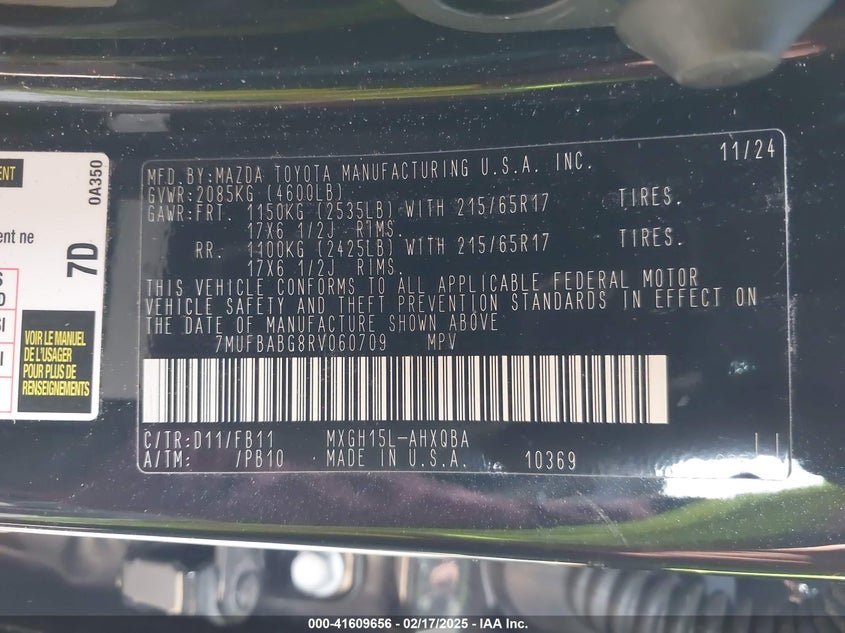 ENT
0A350
ent ne
7D
S
D
SI
I
VOIR LE MANUEL
DE L'USAGER
POUR PLUS DE
RENSEIGNEMENTS
MFD.BY:MAZDA TOYOTA MANUFACTURING U.S.A. INC. 11/24
GVWR:2085KG (4600LB)
GAWR:FRT. 1150KG (2535LB) WITH 215/65R17 TIRES.
17X6 1/2J RIMS.
RR. 1100KG (2425LB) WITH 215/65R17 TIRES.
17X6 1/2J RIMS.
THIS VEHICLE CONFORMS TO ALL APPLICABLE FEDERAL MOTOR
VEHICLE SAFETY AND THEFT PREVENTION STANDARDS IN EFFECT ON
THE DATE OF MANUFACTURE SHOWN ABOVE
7MUFBABG8RV060709 MPV
C/TR:D11/FB11 MXGH15L-AHXQBA
A/TM: /PB10 MADE IN U.S.A. 10369
000-41609656 - 02/17/2025 - IAA Inc.